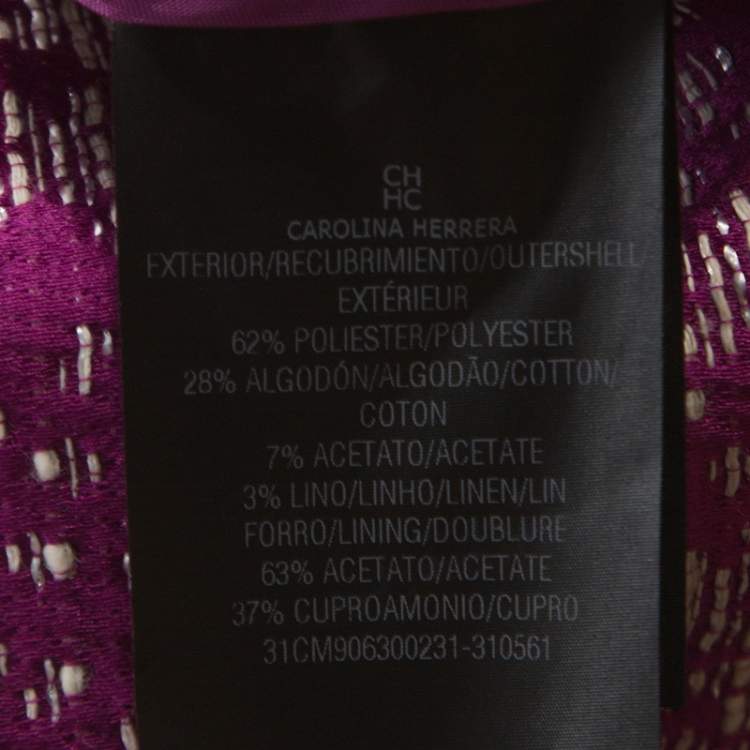 CH
HC
CAROLINA HERRERA
EXTERIOR/RECUBRIMIENTO/OUTERSHELL/
EXTÉRIEUR
62% POLIESTER/POLYESTER
28% ALGODÓN/ALGODÃO/COTTON/
COTON
7% ACETATO/ACETATE
3% LINO/LINHO/LINEN/LIN
FORRO/LINING/DOUBLURE
63% ACETATO/ACETATE
37% CUPROAMONIO/CUPRO
31CM906300231-310561